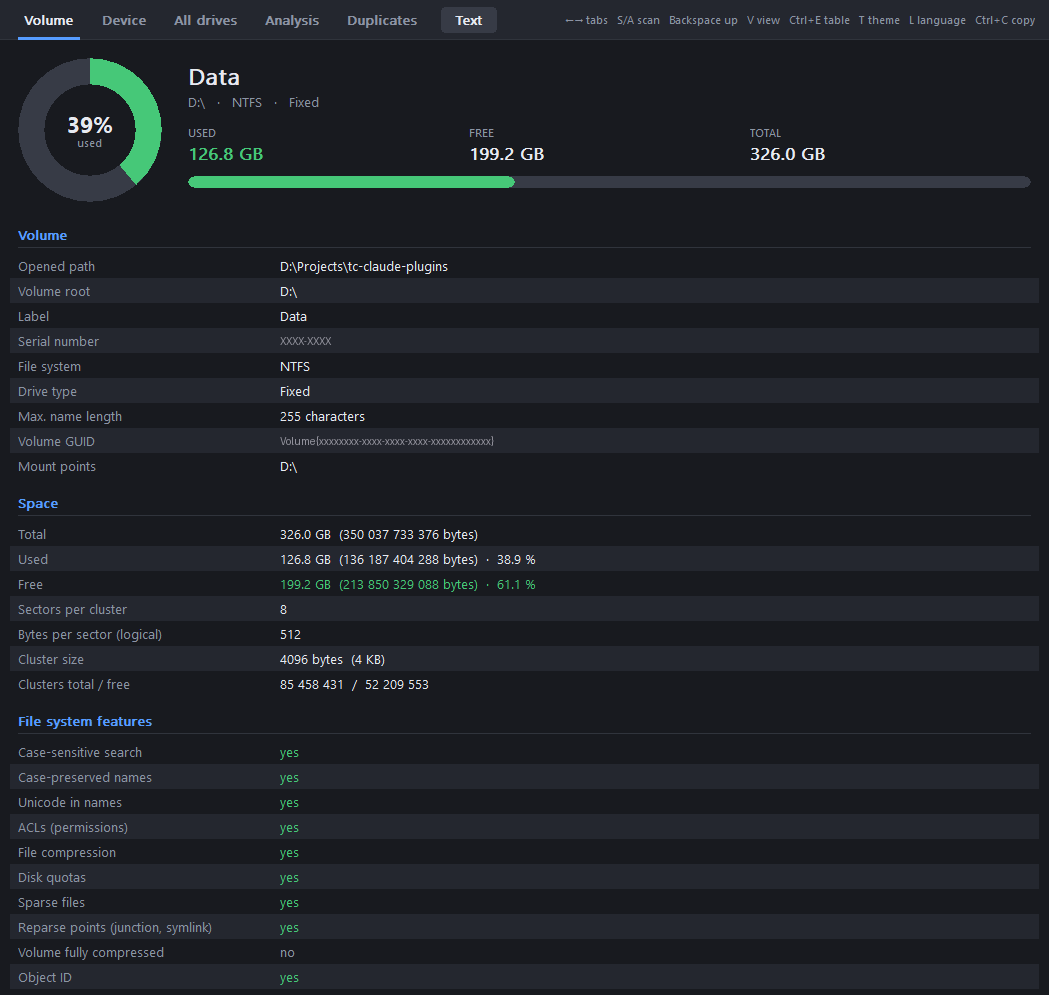 Volume Device All drives Analysis Duplicates Text ←→ tabs S/A scan Backspace up V view Ctrl+E table T theme L language Ctrl+C copy
39%
used
Data
D:\ · NTFS · Fixed
USED FREE TOTAL
126.8 GB 199.2 GB 326.0 GB
Volume
Opened path D:\Projects\tc-claude-plugins
Volume root D:\
Label Data
Serial number XXXX-XXXX
File system NTFS
Drive type Fixed
Max. name length 255 characters
Volume GUID Volume{xxxxxxxx-xxxx-xxxx-xxxx-xxxxxxxxxxxx}
Mount points D:\
Space
Total 326.0 GB (350 037 733 376 bytes)
Used 126.8 GB (136 187 404 288 bytes) · 38.9 %
Free 199.2 GB (213 850 329 088 bytes) · 61.1 %
Sectors per cluster 8
Bytes per sector (logical) 512
Cluster size 4096 bytes (4 KB)
Clusters total / free 85 458 431 / 52 209 553
File system features
Case-sensitive search yes
Case-preserved names yes
Unicode in names yes
ACLs (permissions) yes
File compression yes
Disk quotas yes
Sparse files yes
Reparse points (junction, symlink) yes
Volume fully compressed no
Object ID yes